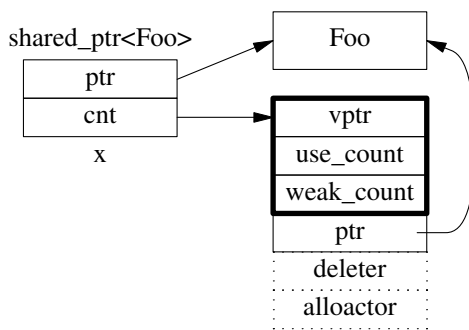 shared_ptr<Foo>
ptr
cnt
x
Foo
vptr
use_count
weak_count
ptr
deleter
alloactor